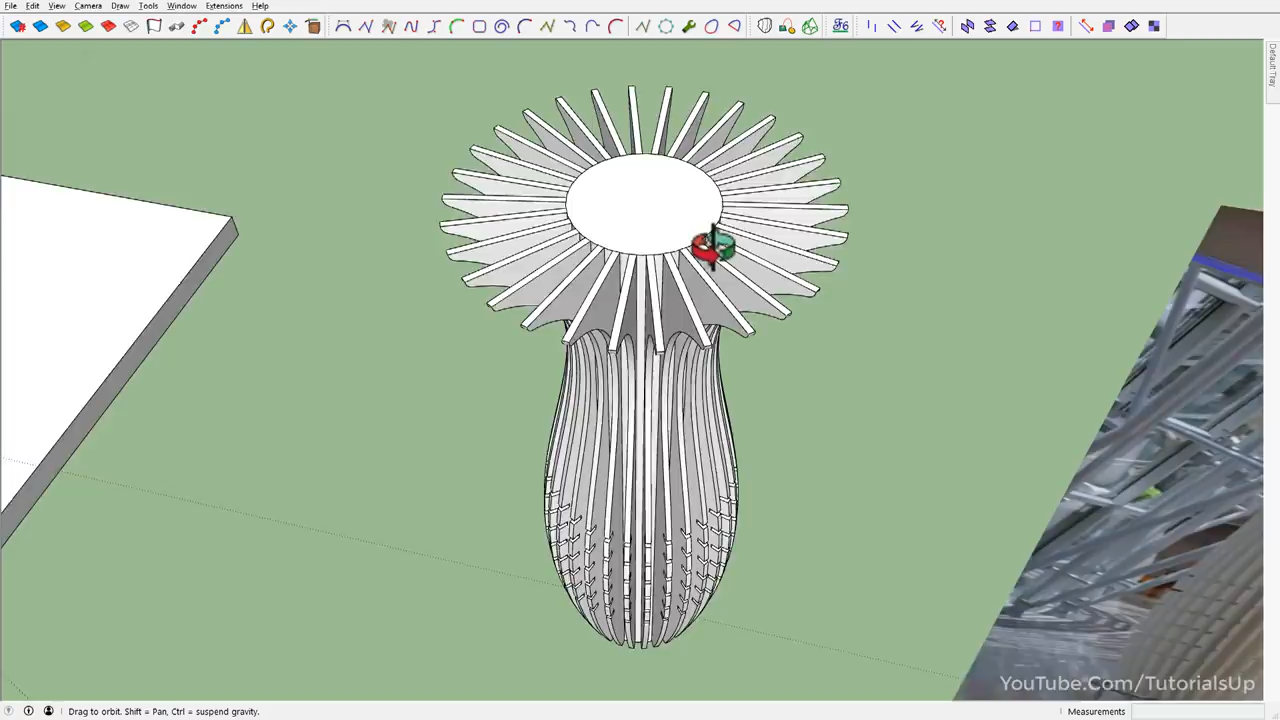 File Edit View Camera Draw Tools Window Extensions Help
Default Tray
YouTube.Com/TutorialsUp
Drag to orbit. Shift = Pan, Ctrl = suspend gravity.
Measurements